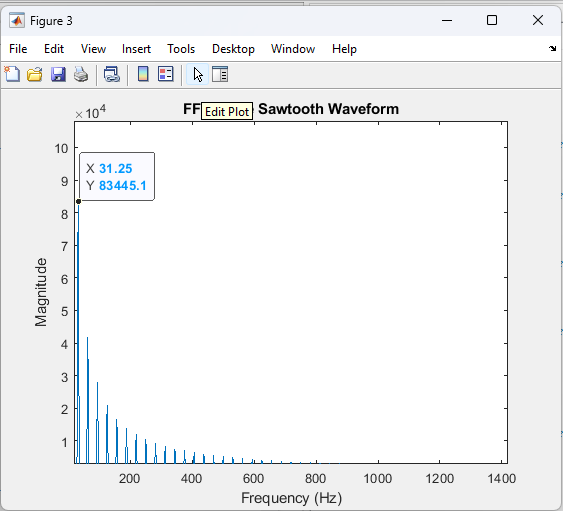 Figure 3
File Edit View Insert Tools Desktop Window Help
FF
Edit Plot
Sawtooth Waveform
×10⁴
10
9
8
7
6
5
4
3
2
1
X 31.25
Y 83445.1
Magnitude
200 400 600 800 1000 1200 1400
Frequency (Hz)